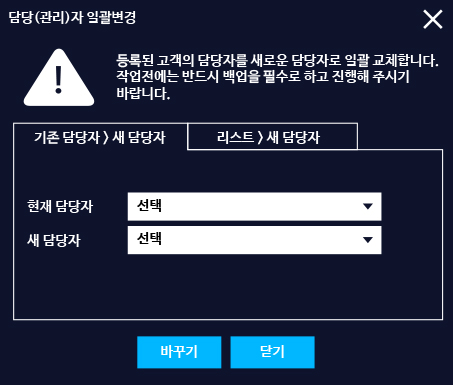 담당(관리)자 일괄변경
등록된 고객의 담당자를 새로운 담당자로 일괄 교체합니다.
작업전에는 반드시 백업을 필수로 하고 진행해 주시기
바랍니다.
기존 담당자 > 새 담당자
리스트 > 새 담당자
현재 담당자
선택
새 담당자
선택
바꾸기
닫기